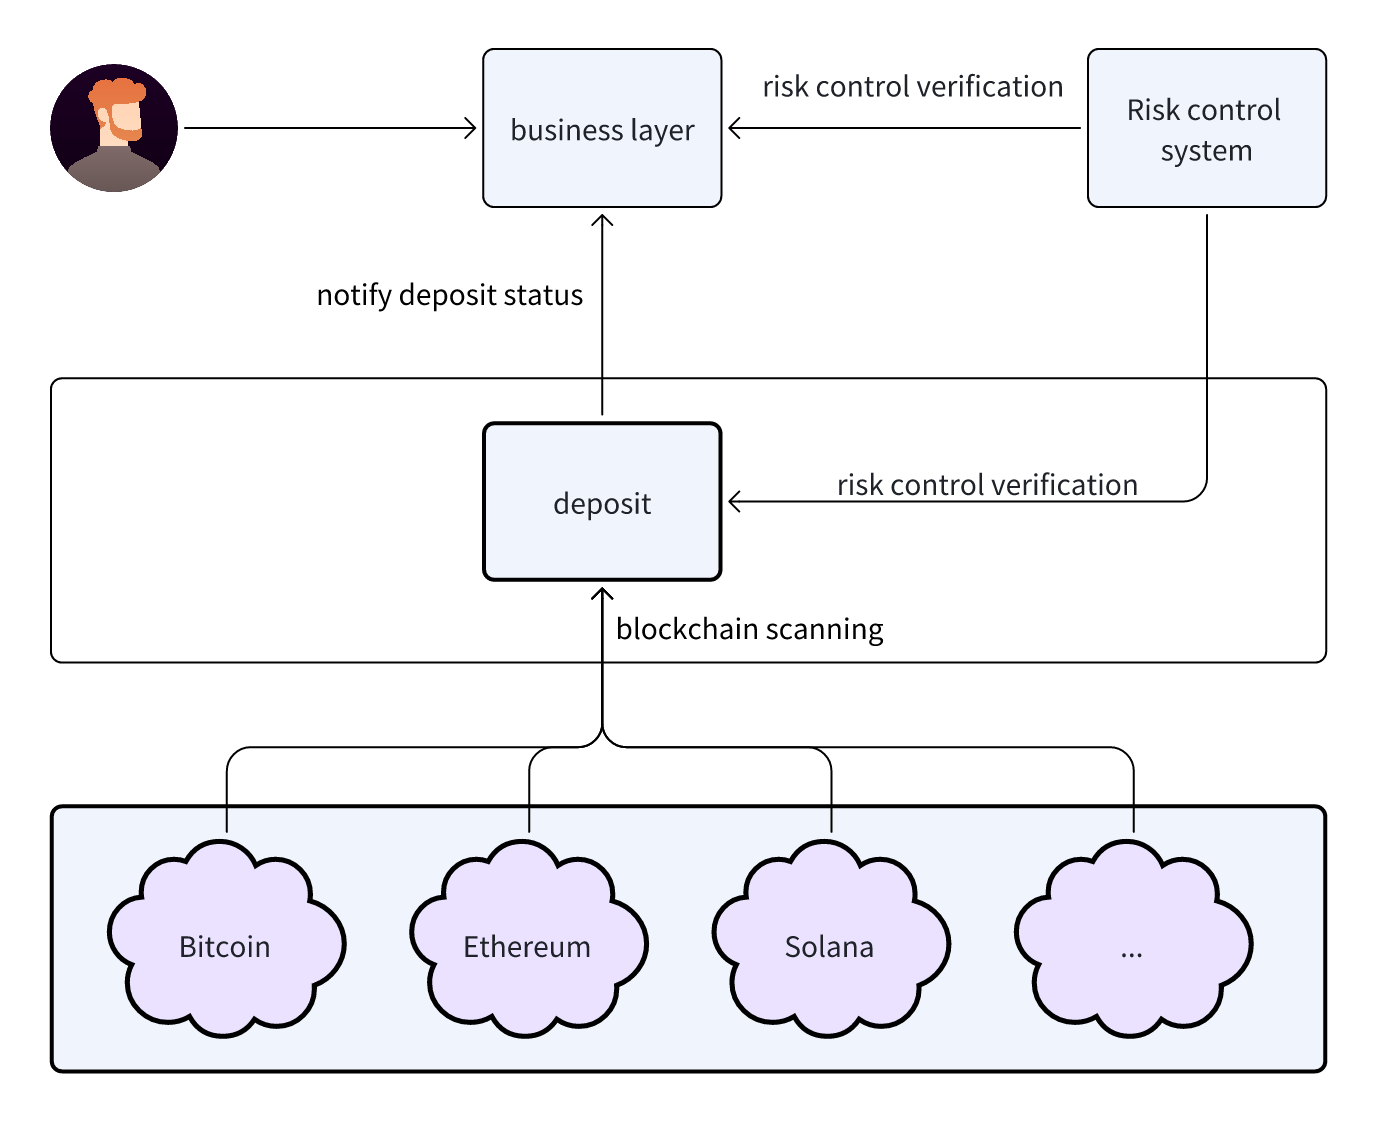 risk control verification
business layer
Risk control
system
notify deposit status
deposit
risk control verification
blockchain scanning
Bitcoin
Ethereum
Solana
...